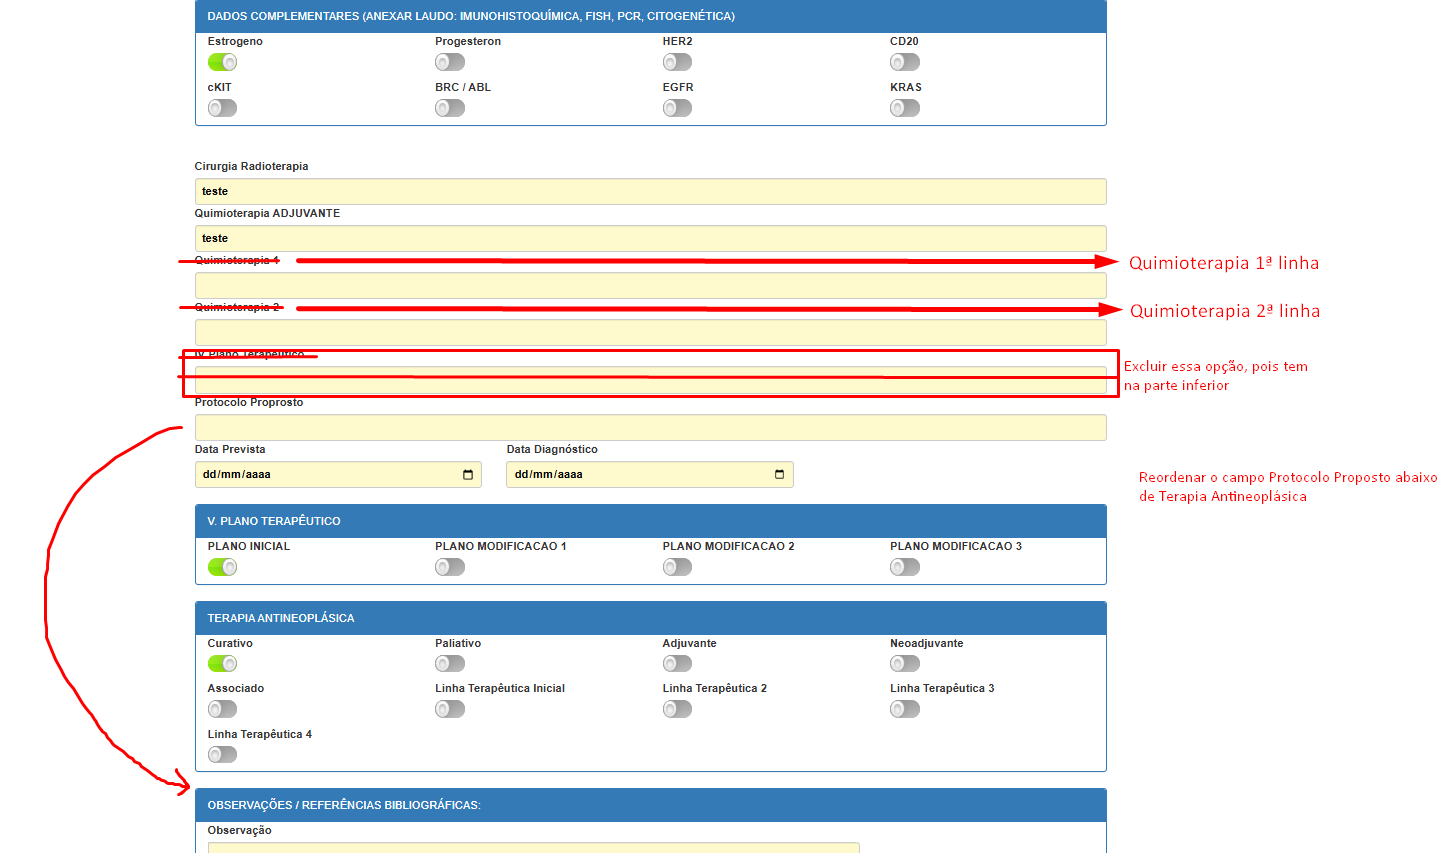 DADOS COMPLEMENTARES (ANEXAR LAUDO: IMUNOHISTOQUÍMICA, FISH, PCR, CITOGENÉTICA)
Estrogeno Progesteron HER2 CD20
cKIT BRC / ABL EGFR KRAS
Cirurgia Radioterapia
teste
Quimioterapia ADJUVANTE
teste
Quimioterapia 1
Quimioterapia 1ª linha
Quimioterapia 2
Quimioterapia 2ª linha
IV. Plano Terapêutico
Excluir essa opção, pois tem
na parte inferior
Protocolo Proprosto
Data Prevista Data Diagnóstico
dd/mm/aaaa dd/mm/aaaa
Reordenar o campo Protocolo Proposto abaixo
de Terapia Antineoplásica
V. PLANO TERAPÊUTICO
PLANO INICIAL PLANO MODIFICACAO 1 PLANO MODIFICACAO 2 PLANO MODIFICACAO 3
TERAPIA ANTINEOPLÁSICA
Curativo Paliativo Adjuvante Neoadjuvante
Associado Linha Terapêutica Inicial Linha Terapêutica 2 Linha Terapêutica 3
Linha Terapêutica 4
OBSERVAÇÕES / REFERÊNCIAS BIBLIOGRÁFICAS:
Observação